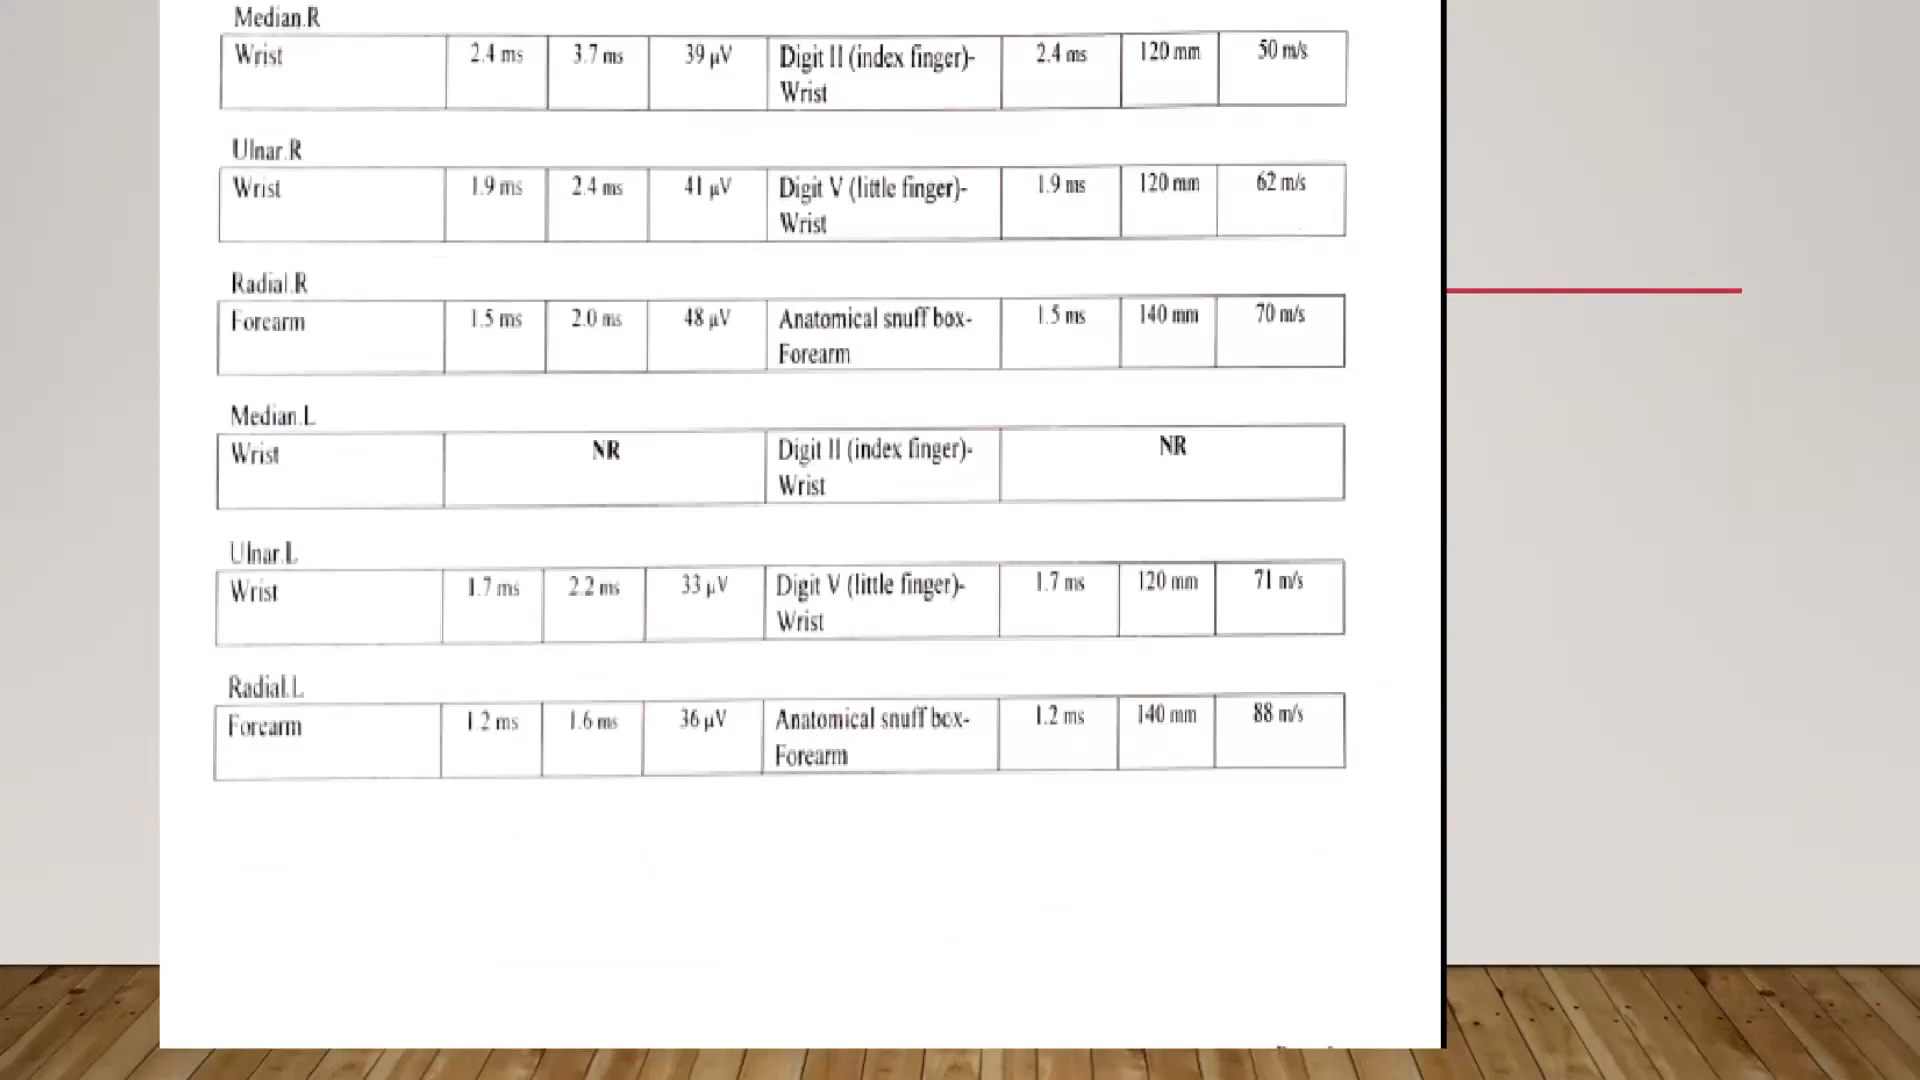 Median.R
Wrist 2.4 ms 3.7 ms 39 µV Digit II (index finger)- 2.4 ms 120 mm 50 m/s
Wrist
Ulnar.R
Wrist 1.9 ms 2.4 ms 41 µV Digit V (little finger)- 1.9 ms 120 mm 62 m/s
Wrist
Radial.R
Forearm 1.5 ms 2.0 ms 48 µV Anatomical snuff box- 1.5 ms 140 mm 70 m/s
Forearm
Median.L
Wrist NR Digit II (index finger)- NR
Wrist
Ulnar.L
Wrist 1.7 ms 2.2 ms 33 µV Digit V (little finger)- 1.7 ms 120 mm 71 m/s
Wrist
Radial.L
Forearm 1.2 ms 1.6 ms 36 µV Anatomical snuff box- 1.2 ms 140 mm 88 m/s
Forearm